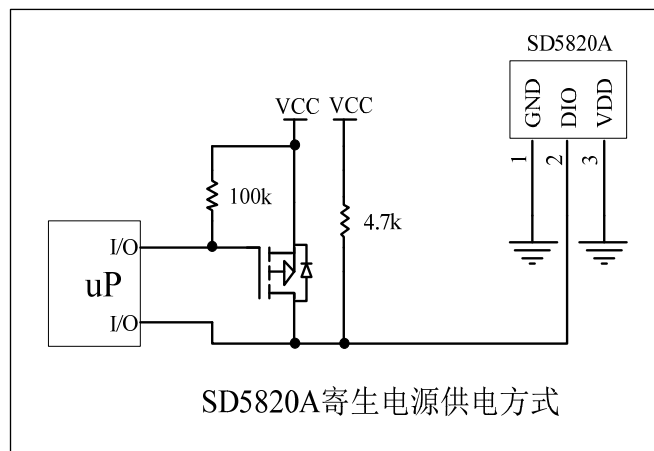 SD5820A
GND
DIO
VDD
1
2
3
VCC
VCC
100k
4.7k
I/O
uP
I/O
SD5820A寄生电源供电方式